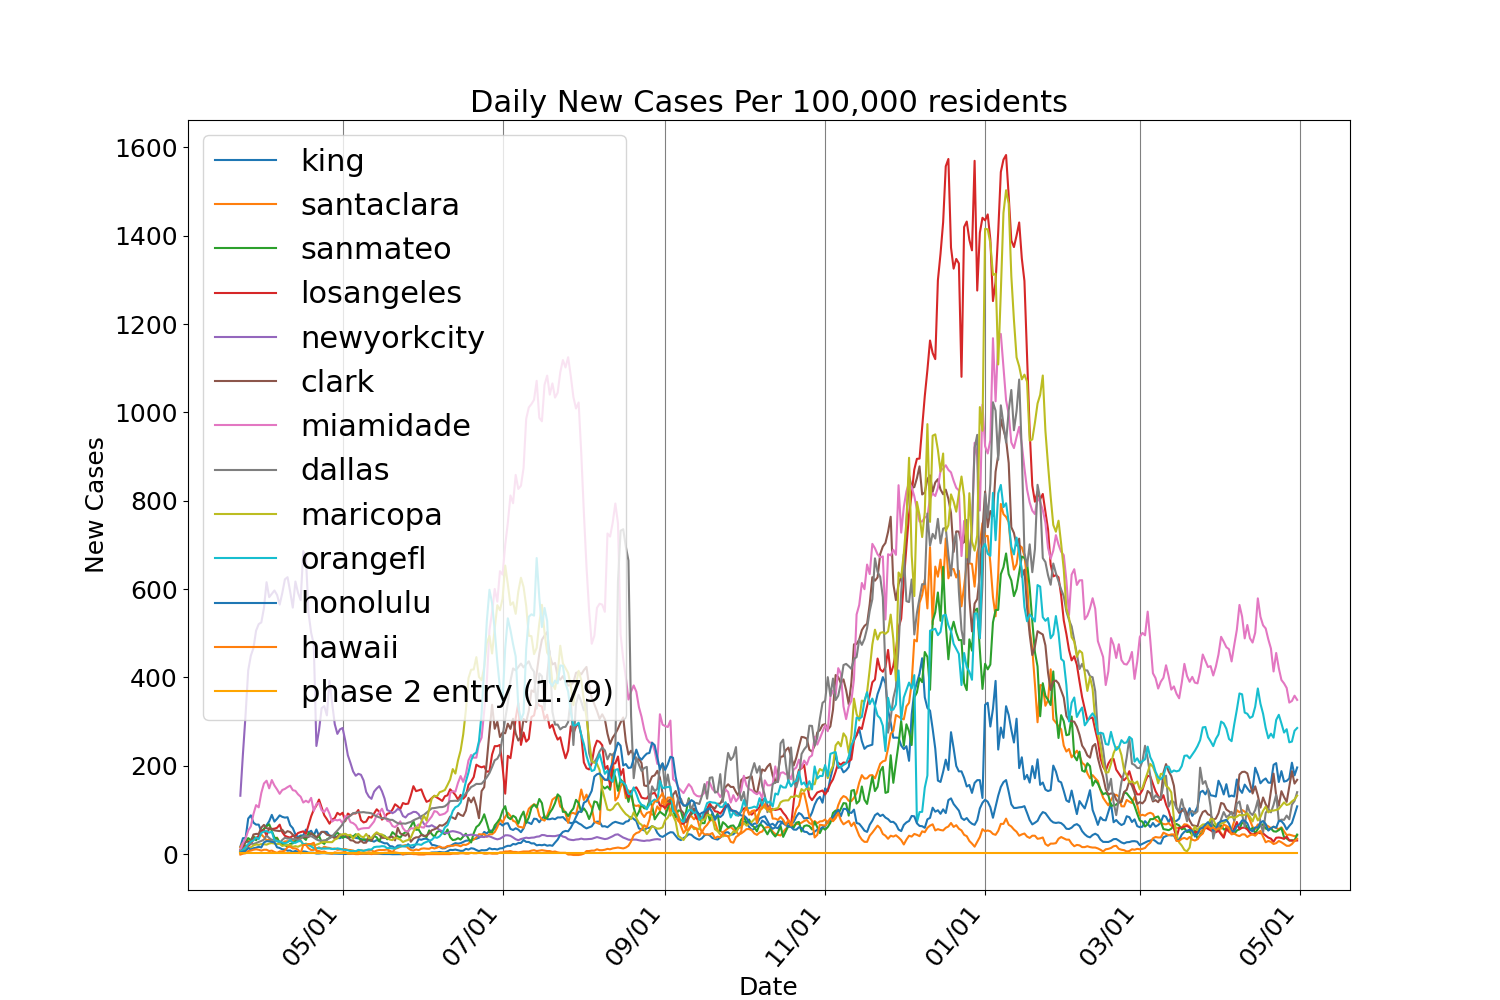 Daily New Cases Per 100,000 residents
1600
1400
1200
1000
800
600
400
200
0
New Cases
king
santaclara
sanmateo
losangeles
newyorkcity
clark
miamidade
dallas
maricopa
orangefl
honolulu
hawaii
phase 2 entry (1.79)
05/01
07/01
09/01
11/01
01/01
03/01
05/01
Date